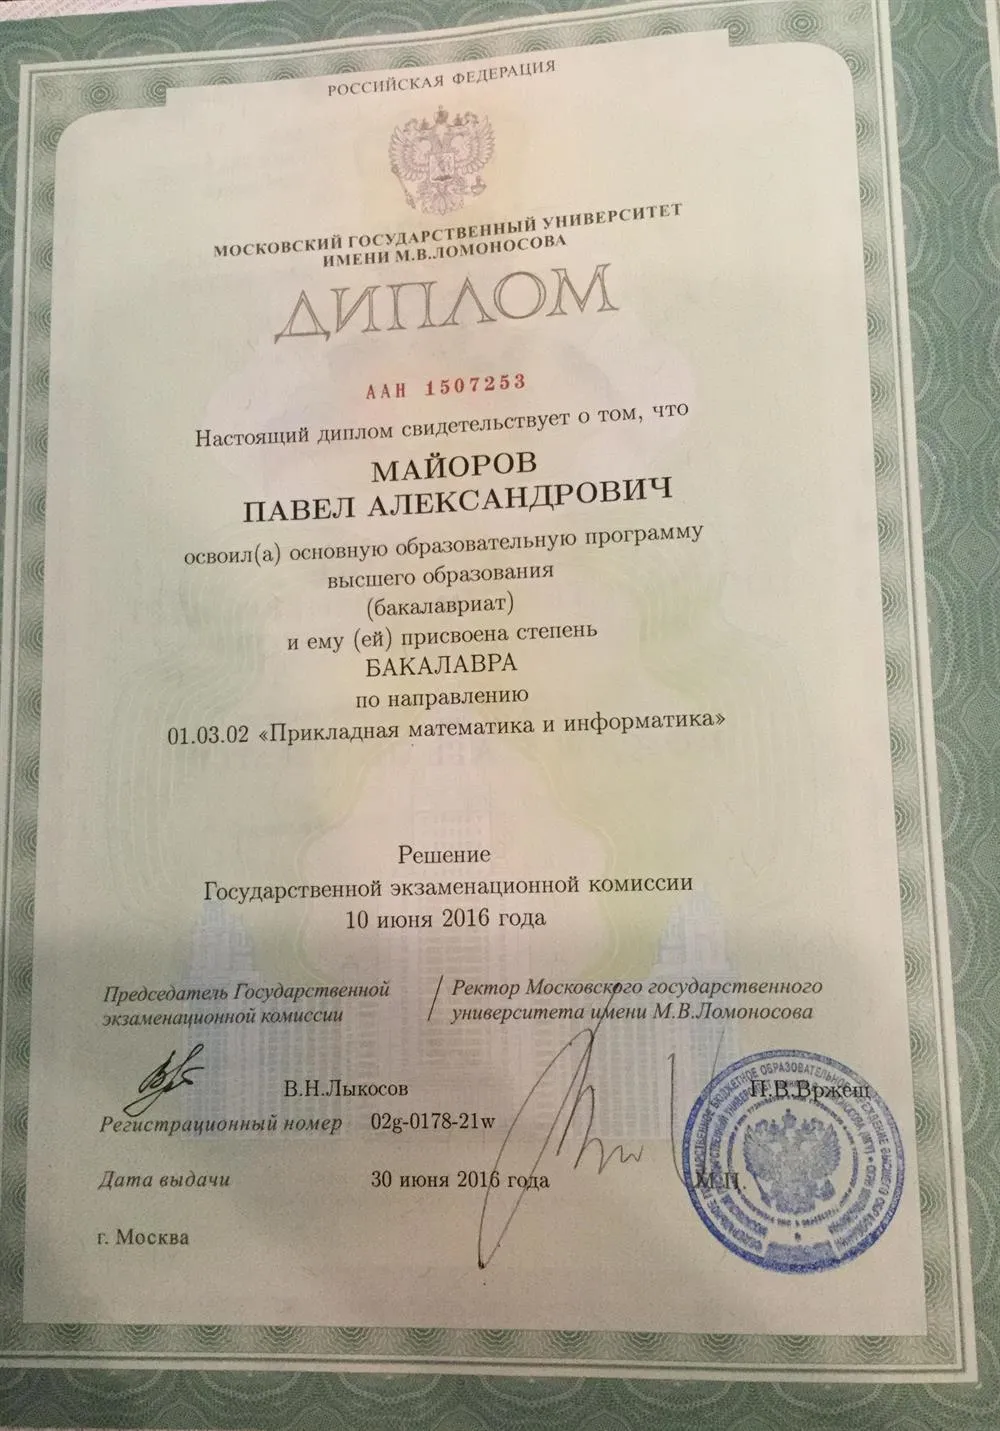 РОССИЙСКАЯ ФЕДЕРАЦИЯ
МОСКОВСКИЙ ГОСУДАРСТВЕННЫЙ УНИВЕРСИТЕТ
ИМЕНИ М.В.ЛОМОНОСОВА
ДИПЛОМ
ААН 1507253
Настоящий диплом свидетельствует о том, что
МАЙОРОВ
ПАВЕЛ АЛЕКСАНДРОВИЧ
освоил(а) основную образовательную программу
высшего образования
(бакалавриат)
и ему (ей) присвоена степень
БАКАЛАВРА
по направлению
01.03.02 «Прикладная математика и информатика»
Решение
Государственной экзаменационной комиссии
10 июня 2016 года
Председатель Государственной
экзаменационной комиссии
/ Ректор Московского государственного
университета имени М.В.Ломоносова
В.Н.Лыкосов
П.В.Вржещ
Регистрационный номер 02g-0178-21w
Дата выдачи 30 июня 2016 года
М.П.
г. Москва